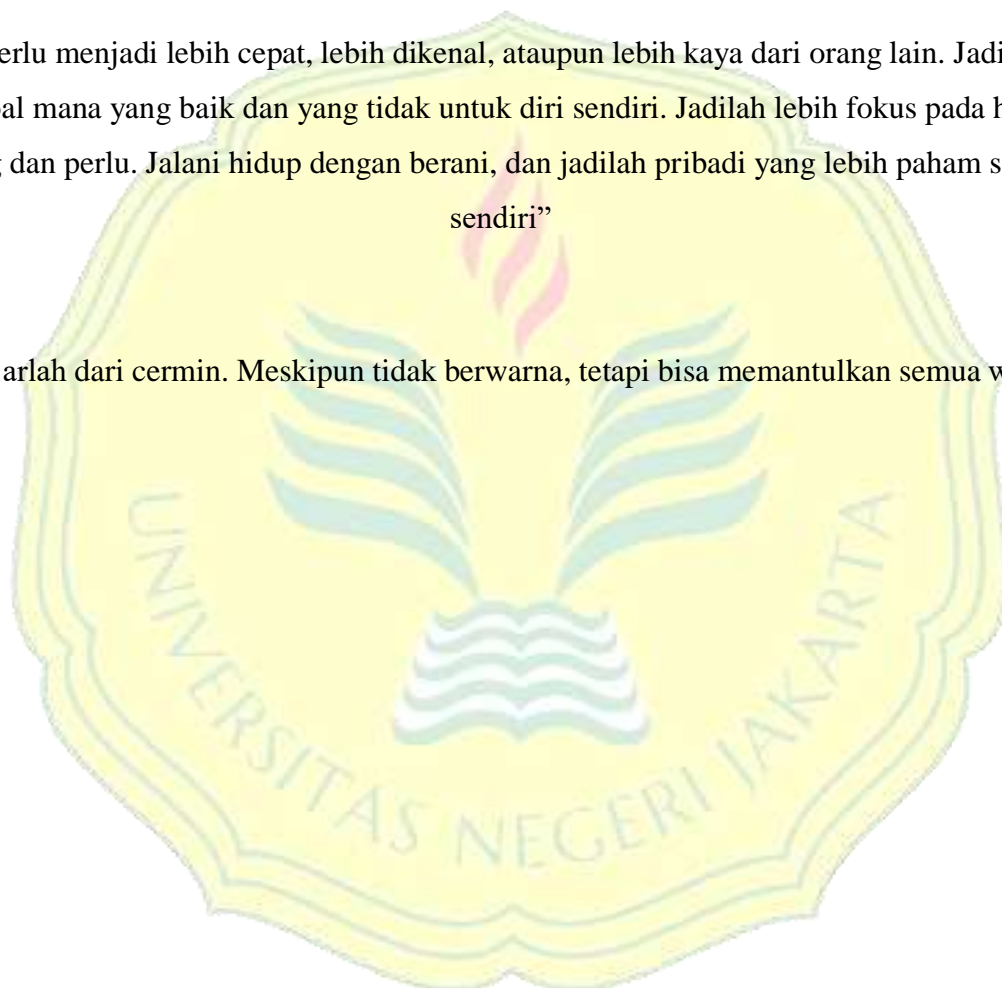 erlu menjadi lebih cepat, lebih dikenal, ataupun lebih kaya dari orang lain. Jadi
al mana yang baik dan yang tidak untuk diri sendiri. Jadilah lebih fokus pada h
dan perlu. Jalani hidup dengan berani, dan jadilah pribadi yang lebih paham s
sendiri”
arlah dari cermin. Meskipun tidak berwarna, tetapi bisa memantulkan semua w
UNIVERSITAS NEGERI JAKARTA